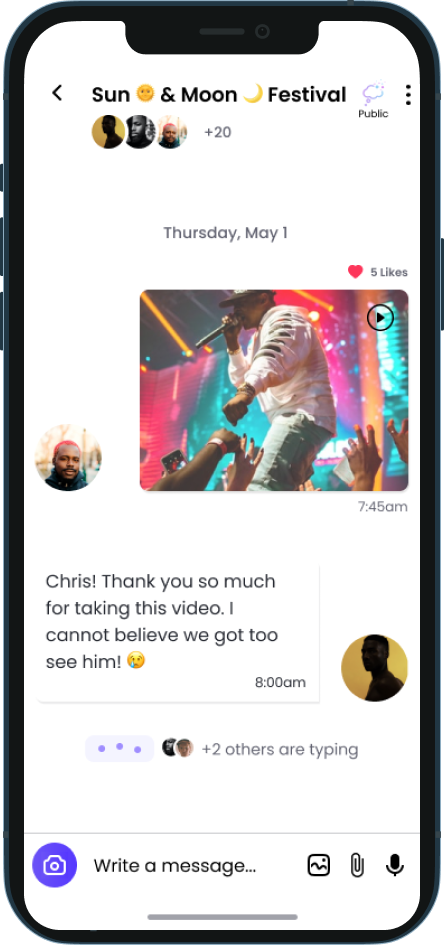 Sun 🌞 & Moon 🌙 Festival
Public
+20
Thursday, May 1
5 Likes
7:45am
Chris! Thank you so much
for taking this video. I
cannot believe we got too
see him! 😢
8:00am
+2 others are typing
Write a message...